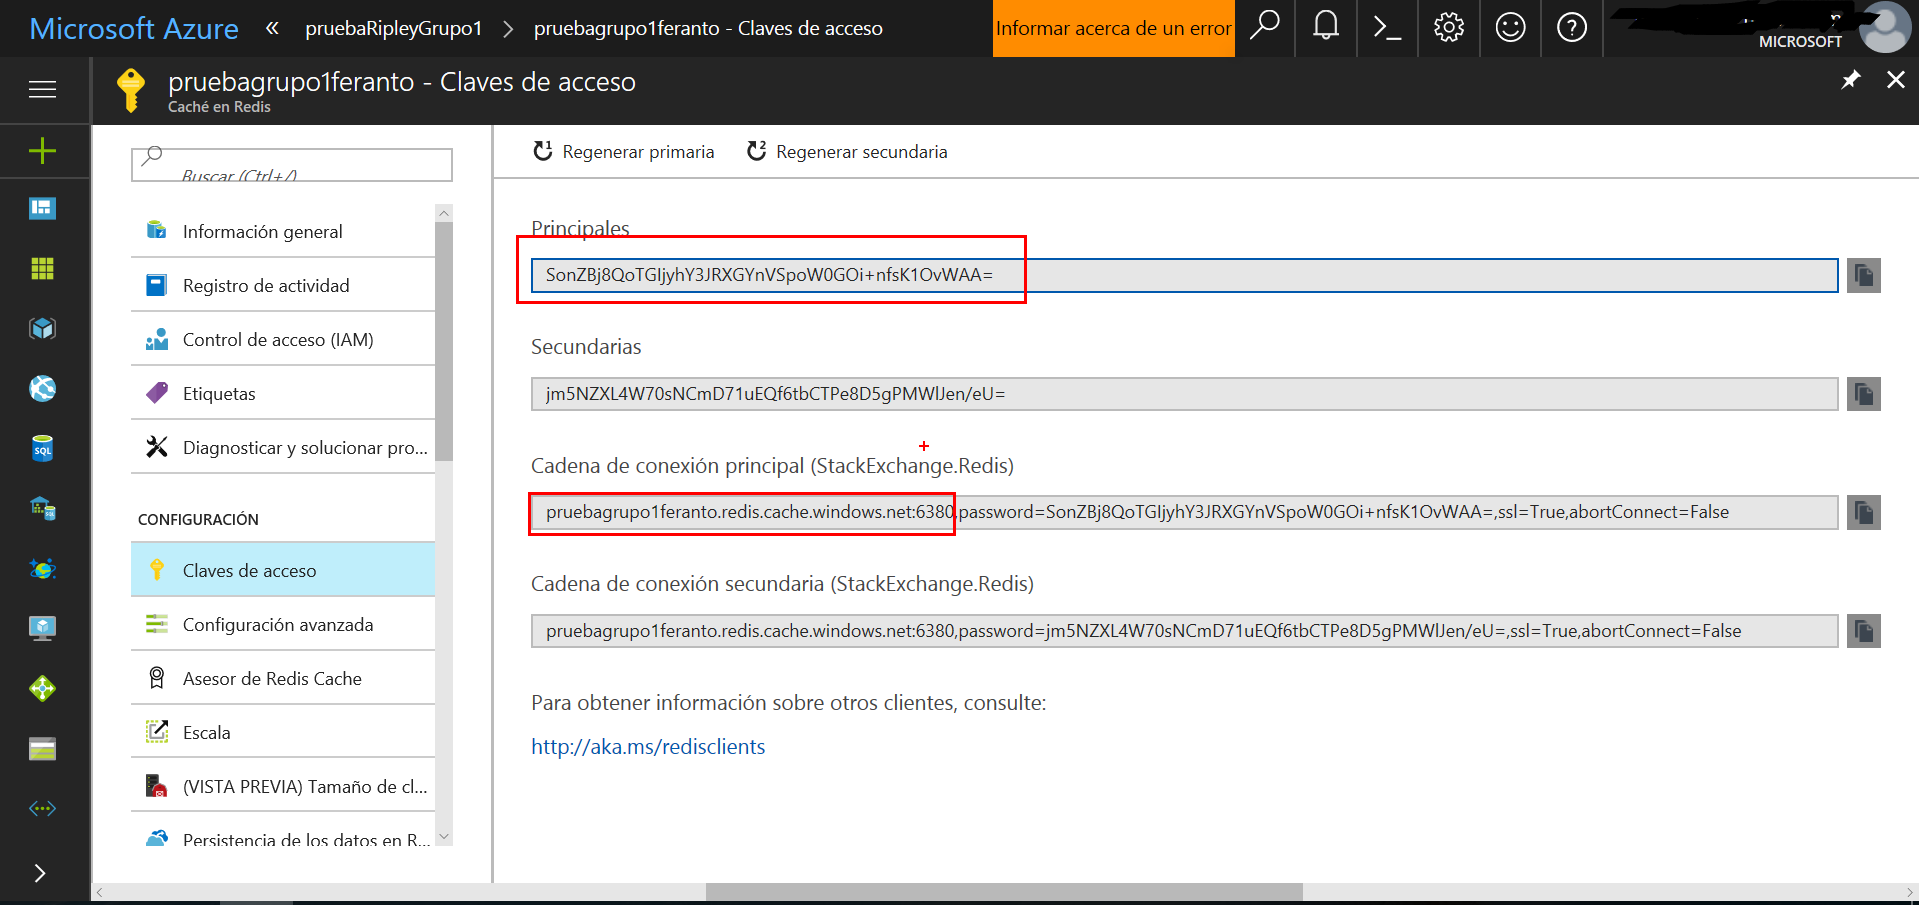 Microsoft Azure « pruebaRipleyGrupo1 > pruebagrupo1feranto - Claves de acceso
Informar acerca de un error
MICROSOFT
pruebagrupo1feranto - Claves de acceso
Caché en Redis
Buscar (Ctrl+/)
Información general
Registro de actividad
Control de acceso (IAM)
Etiquetas
Diagnosticar y solucionar pro...
CONFIGURACIÓN
Claves de acceso
Configuración avanzada
Asesor de Redis Cache
Escala
(VISTA PREVIA) Tamaño de cl...
Persistencia de los datos en R...
SQL
Regenerar primaria
Regenerar secundaria
Principales
SonZBj8QoTGIjyhY3JRXGYnVSpoW0GOi+nfsK1OvWAA=
Secundarias
jm5NZXL4W70sNCmD71uEQf6tbCTPe8D5gPMWlJen/eU=
Cadena de conexión principal (StackExchange.Redis)
pruebagrupo1feranto.redis.cache.windows.net:6380,password=SonZBj8QoTGIjyhY3JRXGYnVSpoW0GOi+nfsK1OvWAA=,ssl=True,abortConnect=False
Cadena de conexión secundaria (StackExchange.Redis)
pruebagrupo1feranto.redis.cache.windows.net:6380,password=jm5NZXL4W70sNCmD71uEQf6tbCTPe8D5gPMWlJen/eU=,ssl=True,abortConnect=False
Para obtener información sobre otros clientes, consulte:
http://aka.ms/redisclients